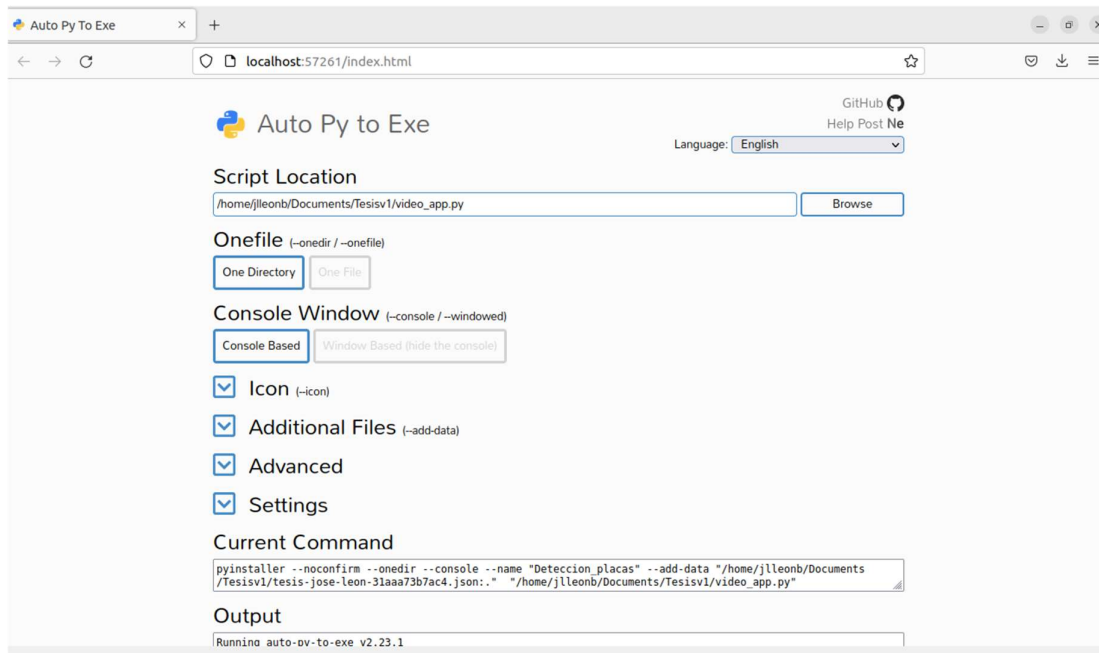 Auto Py To Exe
localhost:57261/index.html
GitHub
Auto Py to Exe
Help Post Ne
Language: English
Script Location
/home/jlleonb/Documents/Tesisv1/video_app.py
Browse
Onefile (--onedir / --onefile)
One Directory One File
Console Window (--console / --windowed)
Console Based Window Based (hide the console)
Icon (--icon)
Additional Files (--add-data)
Advanced
Settings
Current Command
pyinstaller --noconfirm --onedir --console --name "Deteccion_placas" --add-data "/home/jlleonb/Documents
/Tesisv1/tesis-jose-leon-31aaa73b7ac4.json:." "/home/jlleonb/Documents/Tesisv1/video_app.py"
Output
Running auto-py-to-exe v2.23.1